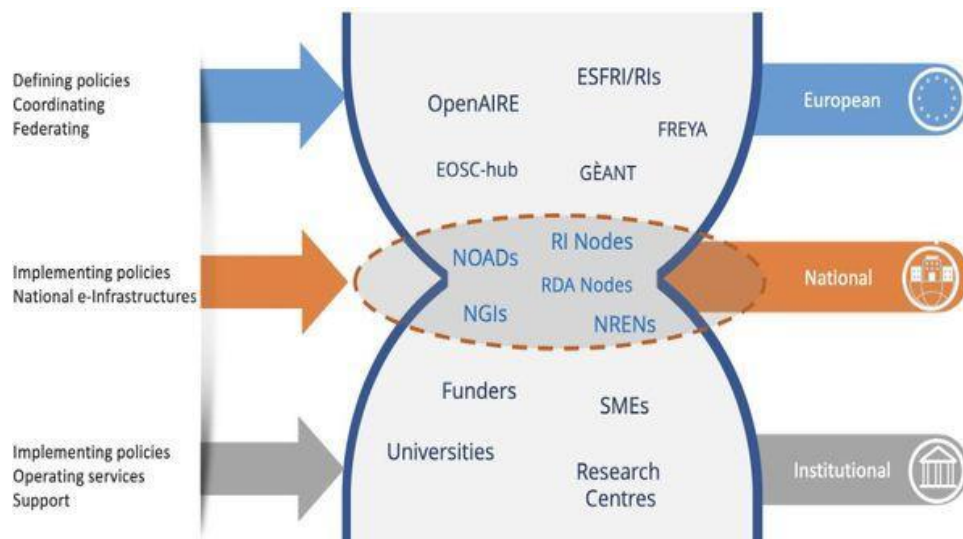 Defining policies
Coordinating
Federating
OpenAIRE
ESFRI/RIs
FREYA
EOSC-hub
GÈANT
European
Implementing policies
National e-Infrastructures
NOADs
RI Nodes
RDA Nodes
NGIs
NRENs
National
Implementing policies
Operating services
Support
Funders
SMEs
Universities
Research
Centres
Institutional